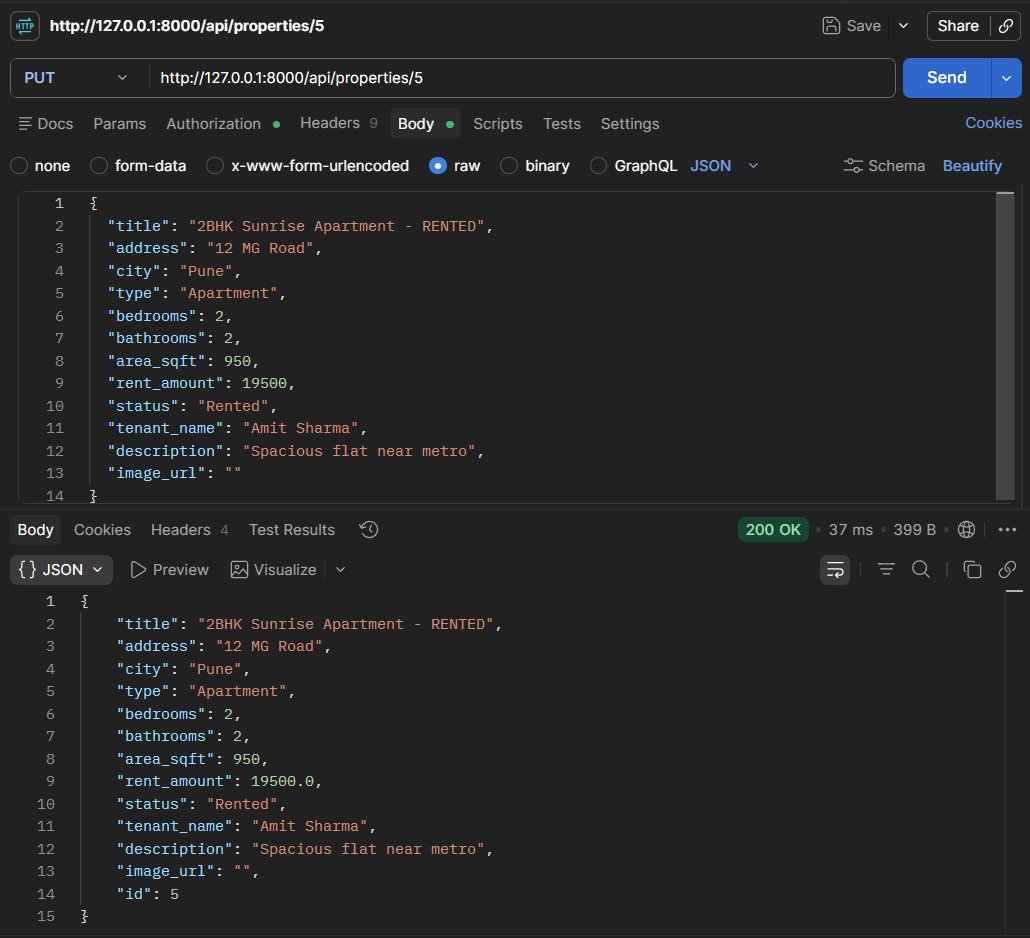 HTTP http://127.0.0.1:8000/api/properties/5 Save Share
PUT http://127.0.0.1:8000/api/properties/5 Send
Docs Params Authorization Headers 9 Body Scripts Tests Settings Cookies
none form-data x-www-form-urlencoded raw binary GraphQL JSON Schema Beautify
1 {
2 "title": "2BHK Sunrise Apartment - RENTED",
3 "address": "12 MG Road",
4 "city": "Pune",
5 "type": "Apartment",
6 "bedrooms": 2,
7 "bathrooms": 2,
8 "area_sqft": 950,
9 "rent_amount": 19500,
10 "status": "Rented",
11 "tenant_name": "Amit Sharma",
12 "description": "Spacious flat near metro",
13 "image_url": ""
14 }
Body Cookies Headers 4 Test Results 200 OK • 37 ms • 399 B •
{} JSON Preview Visualize
1 {
2 "title": "2BHK Sunrise Apartment - RENTED",
3 "address": "12 MG Road",
4 "city": "Pune",
5 "type": "Apartment",
6 "bedrooms": 2,
7 "bathrooms": 2,
8 "area_sqft": 950,
9 "rent_amount": 19500.0,
10 "status": "Rented",
11 "tenant_name": "Amit Sharma",
12 "description": "Spacious flat near metro",
13 "image_url": "",
14 "id": 5
15 }